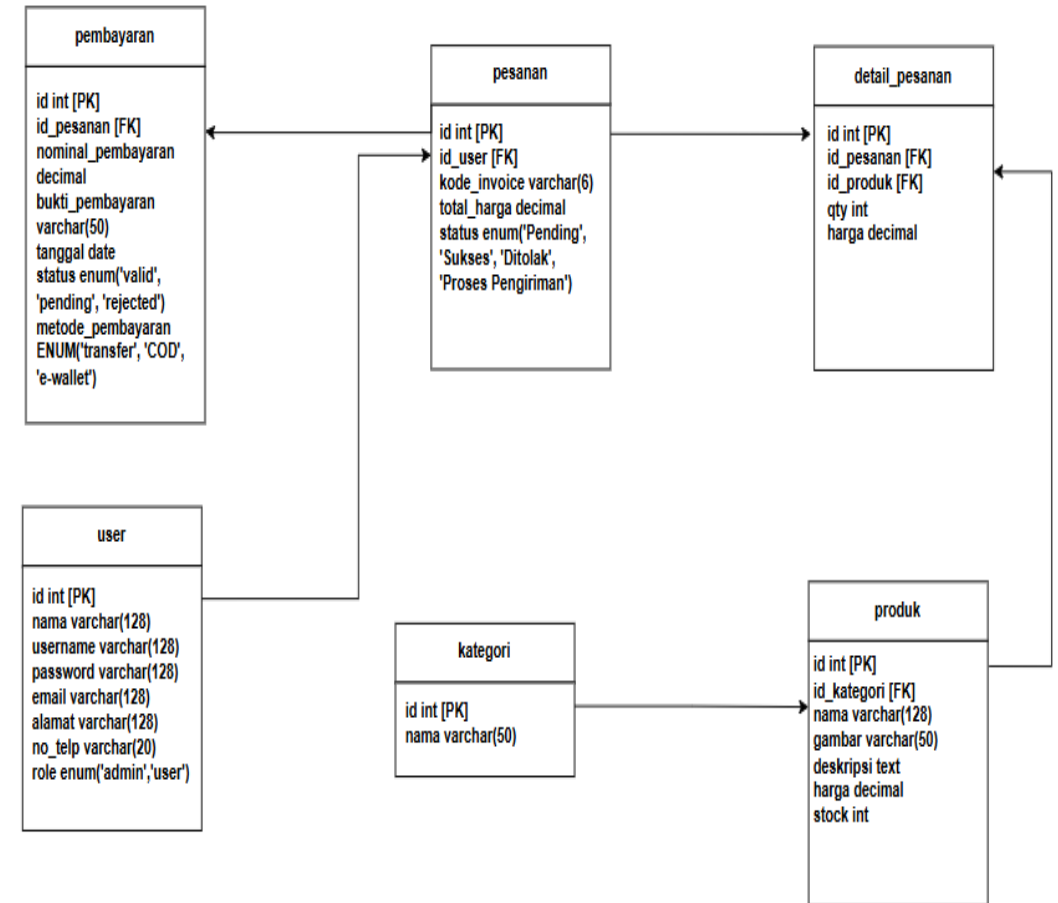 pembayaran
id int [PK]
id_pesanan [FK]
nominal_pembayaran
decimal
bukti_pembayaran
varchar(50)
tanggal date
status enum('valid',
'pending', 'rejected')
metode_pembayaran
ENUM('transfer', 'COD',
'e-wallet')
pesanan
id int [PK]
id_user [FK]
kode_invoice varchar(6)
total_harga decimal
status enum('Pending',
'Sukses', 'Ditolak',
'Proses Pengiriman')
detail_pesanan
id int [PK]
id_pesanan [FK]
id_produk [FK]
qty int
harga decimal
user
id int [PK]
nama varchar(128)
username varchar(128)
password varchar(128)
email varchar(128)
alamat varchar(128)
no_telp varchar(20)
role enum('admin','user')
kategori
id int [PK]
nama varchar(50)
produk
id int [PK]
id_kategori [FK]
nama varchar(128)
gambar varchar(50)
deskripsi text
harga decimal
stock int